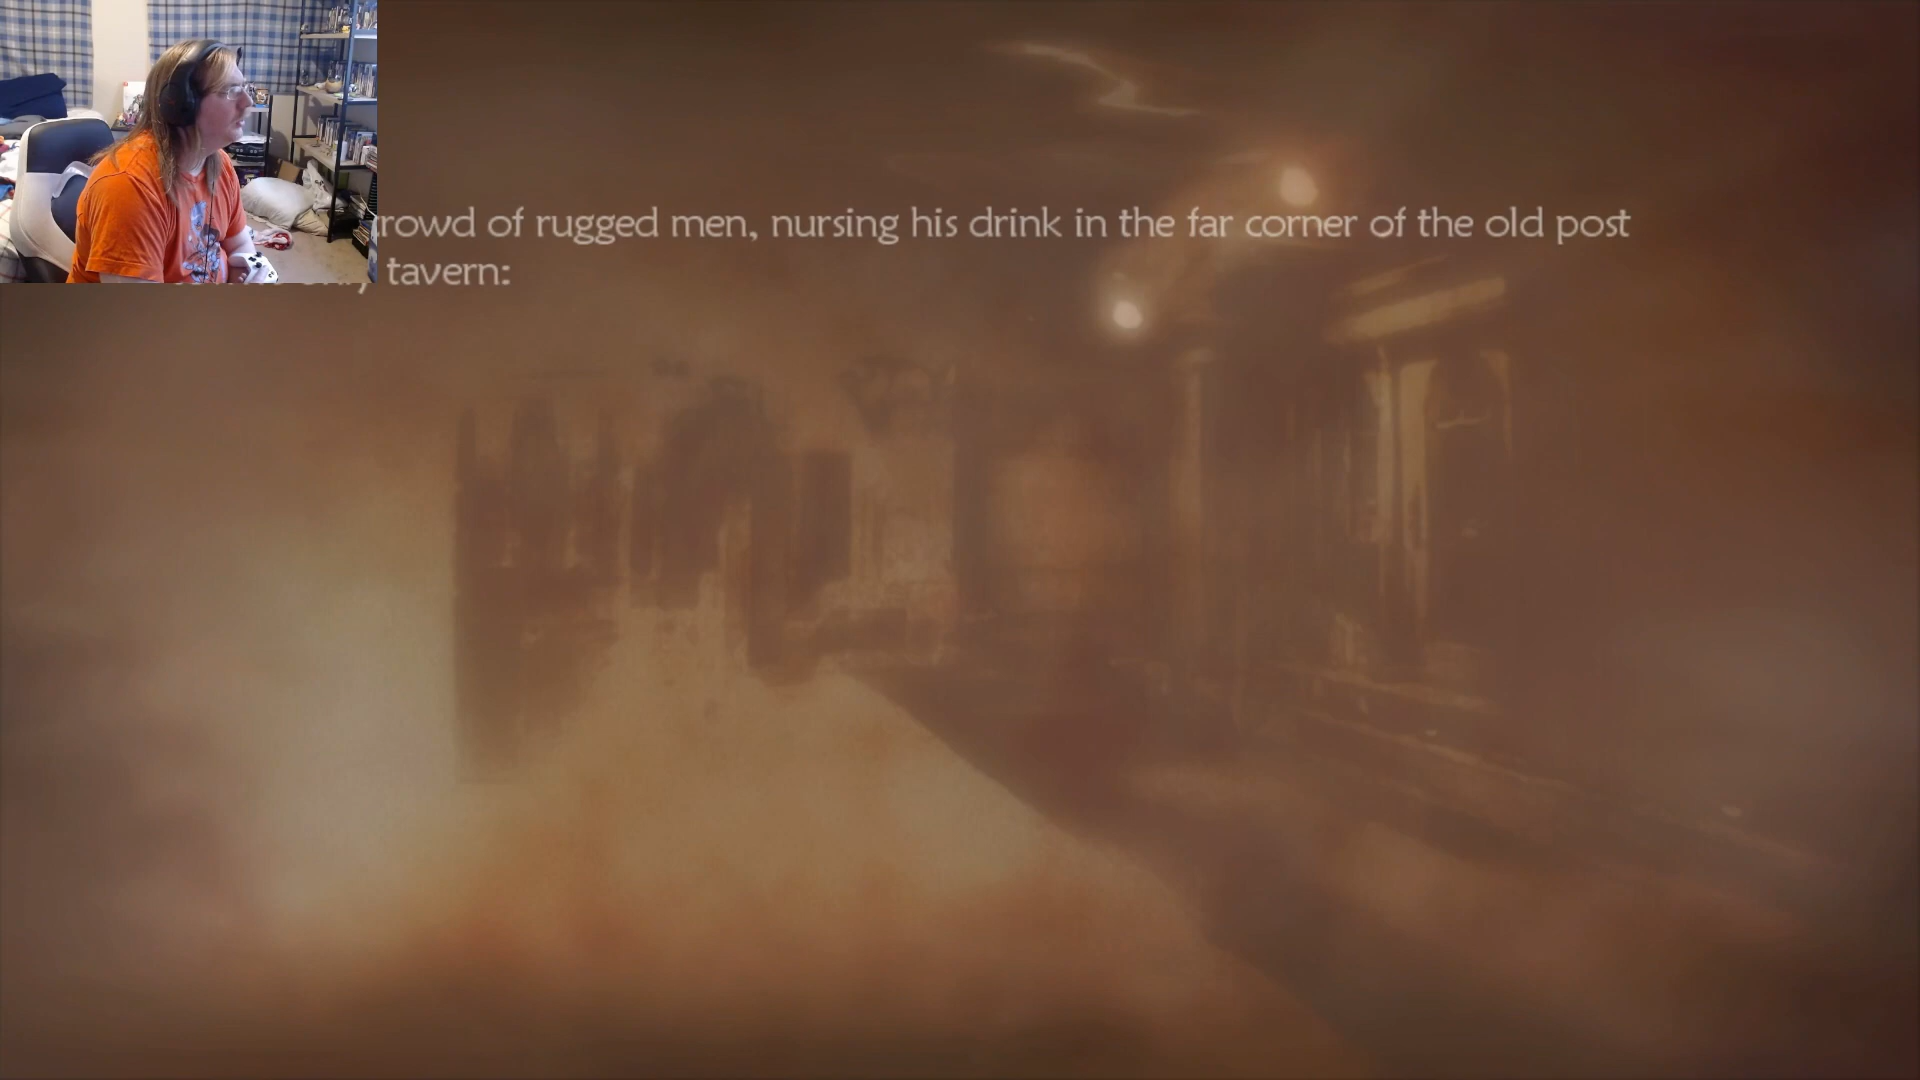 rowd of rugged men, nursing his drink in the far corner of the old post
tavern: